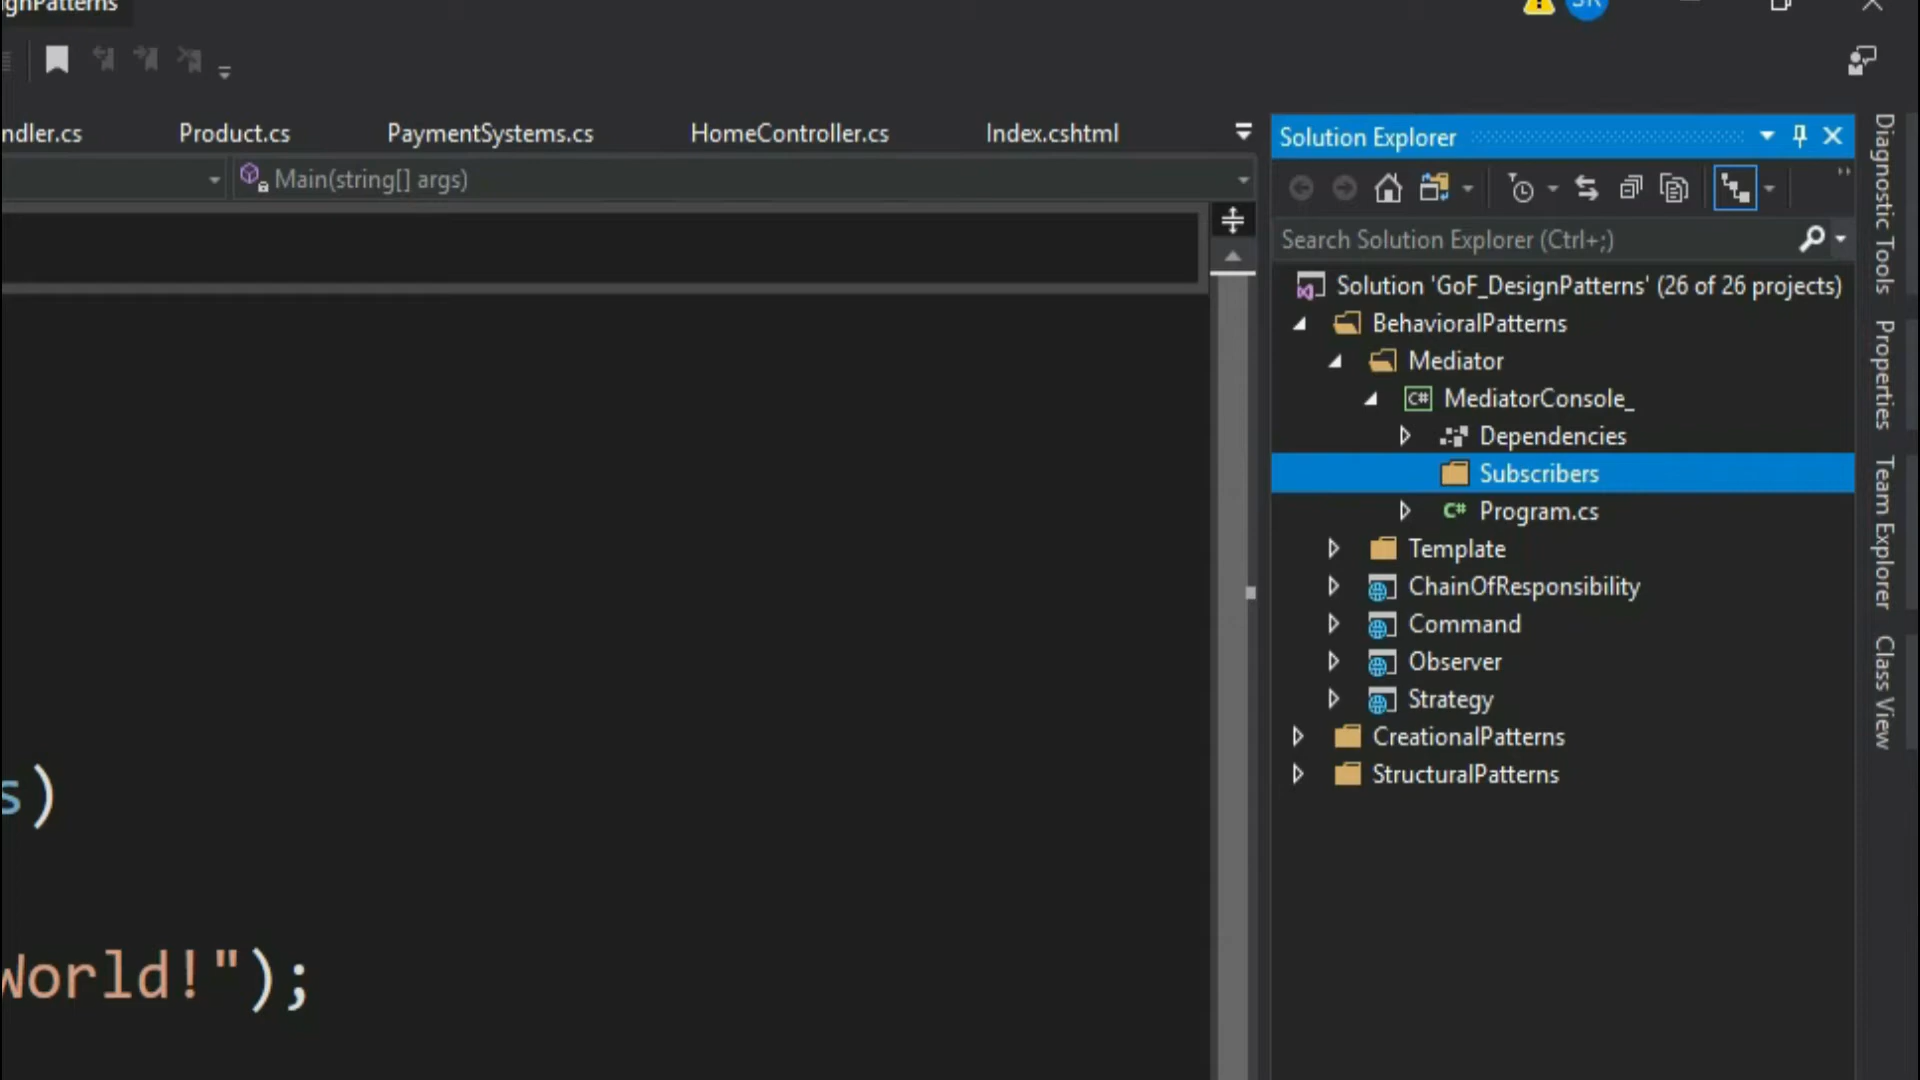 gnPatterns
SR
ndler.cs Product.cs PaymentSystems.cs HomeController.cs Index.cshtml
Main(string[] args)
s)
World!");
Solution Explorer
Search Solution Explorer (Ctrl+;)
Solution 'GoF_DesignPatterns' (26 of 26 projects)
BehavioralPatterns
Mediator
C# MediatorConsole_
Dependencies
Subscribers
C# Program.cs
Template
ChainOfResponsibility
Command
Observer
Strategy
CreationalPatterns
StructuralPatterns
Diagnostic Tools
Properties
Team Explorer
Class View